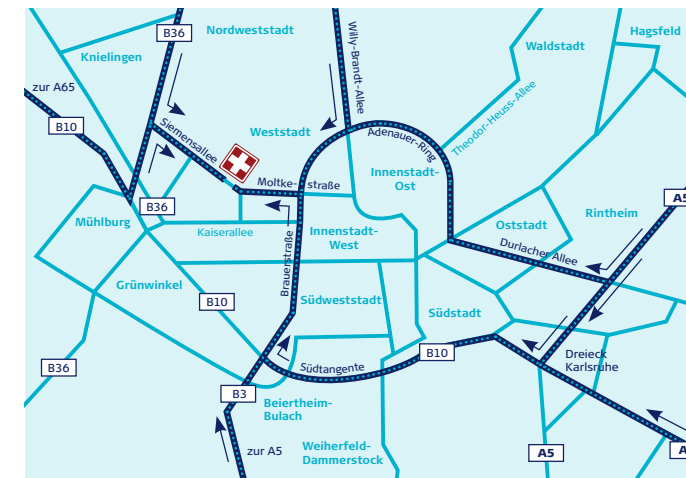 Nordweststadt
Hagsfeld
B36
Waldstadt
Knielingen
Willy-Brandt-Allee
zur A65
B10
Siemensallee
Weststadt
Adenauer-Ring
Theodor-Heuss-Allee
Innenstadt-
Ost
Moltke-
straße
A5
B36
Mühlburg
Kaiserallee
Brauerstraße
Innenstadt-
West
Oststadt
Rintheim
Durlacher Allee
Grünwinkel
B10
Südweststadt
Südstadt
B36
Südtangente
B10
Dreieck
Karlsruhe
B3
Beiertheim-
Bulach
zur A5
Weiherfeld-
Dammerstock
A5